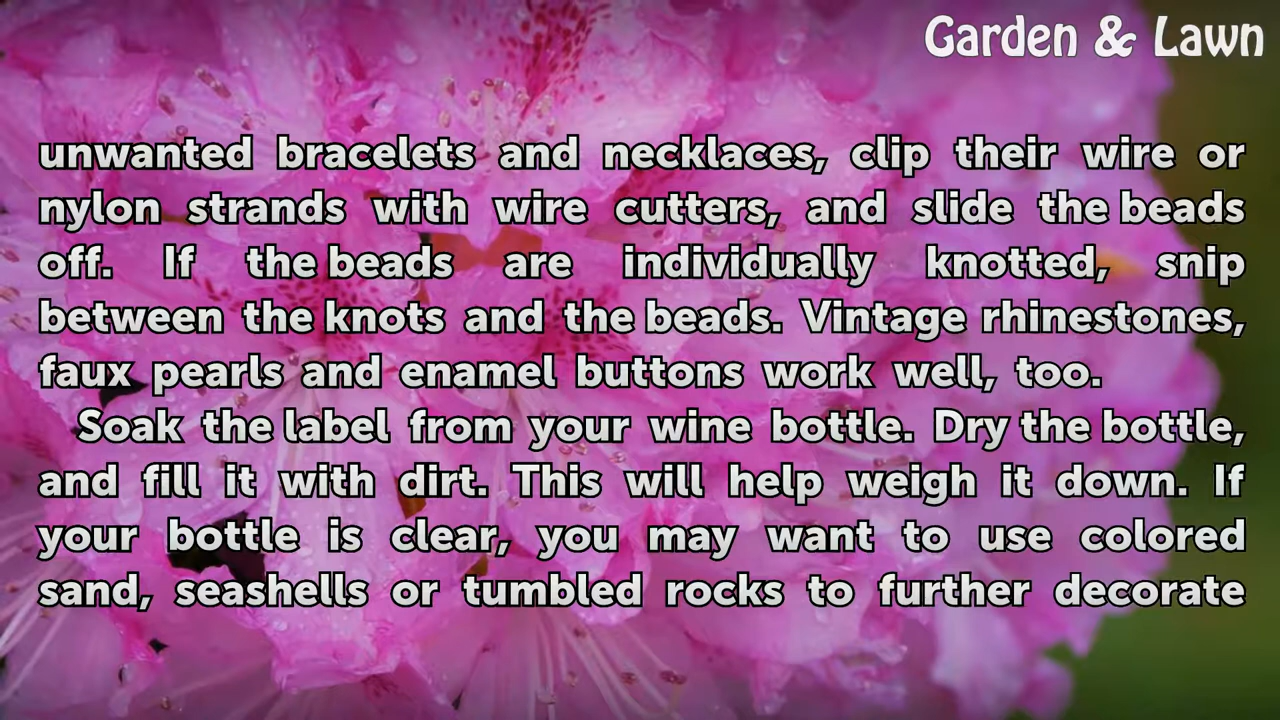 Garden & Lawn
unwanted bracelets and necklaces, clip their wire or
nylon strands with wire cutters, and slide the beads
off. If the beads are individually knotted, snip
between the knots and the beads. Vintage rhinestones,
faux pearls and enamel buttons work well, too.
Soak the label from your wine bottle. Dry the bottle,
and fill it with dirt. This will help weigh it down. If
your bottle is clear, you may want to use colored
sand, seashells or tumbled rocks to further decorate